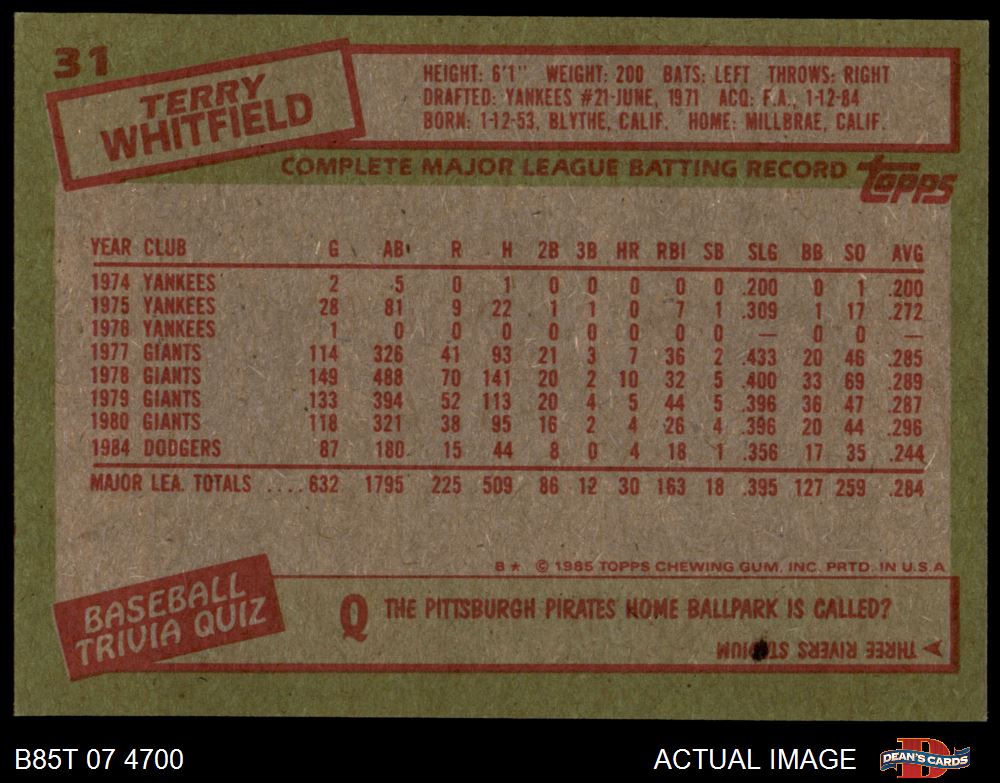 31
TERRY
WHITFIELD
HEIGHT: 6'1" WEIGHT: 200 BATS: LEFT THROWS: RIGHT
DRAFTED: YANKEES #21-JUNE, 1971 ACQ: F.A., 1-12-84
BORN: 1-12-53, BLYTHE, CALIF. HOME: MILLBRAE, CALIF.
COMPLETE MAJOR LEAGUE BATTING RECORD
TOPPS
YEAR CLUB G AB R H 2B 3B HR RBI SB SLG BB SO AVG
1974 YANKEES 2 5 0 1 0 0 0 0 0 .200 0 1 .200
1975 YANKEES 28 81 9 22 1 1 0 7 1 .309 1 17 .272
1976 YANKEES 1 0 0 0 0 0 0 0 0 — 0 0 —
1977 GIANTS 114 326 41 93 21 3 7 36 2 .433 20 46 .285
1978 GIANTS 149 488 70 141 20 2 10 32 5 .400 33 69 .289
1979 GIANTS 133 394 52 113 20 4 5 44 5 .396 36 47 .287
1980 GIANTS 118 321 38 95 16 2 4 26 4 .396 20 44 .296
1984 DODGERS 87 180 15 44 8 0 4 18 1 .356 17 35 .244
MAJOR LEA. TOTALS .... 632 1795 225 509 86 12 30 163 18 .395 127 259 .284
B* © 1985 TOPPS CHEWING GUM, INC. PRTD. IN U.S.A.
BASEBALL
TRIVIA QUIZ
Q THE PITTSBURGH PIRATES HOME BALLPARK IS CALLED?
THREE RIVERS STADIUM
B85T 07 4700
ACTUAL IMAGE
D
DEAN'S CARDS